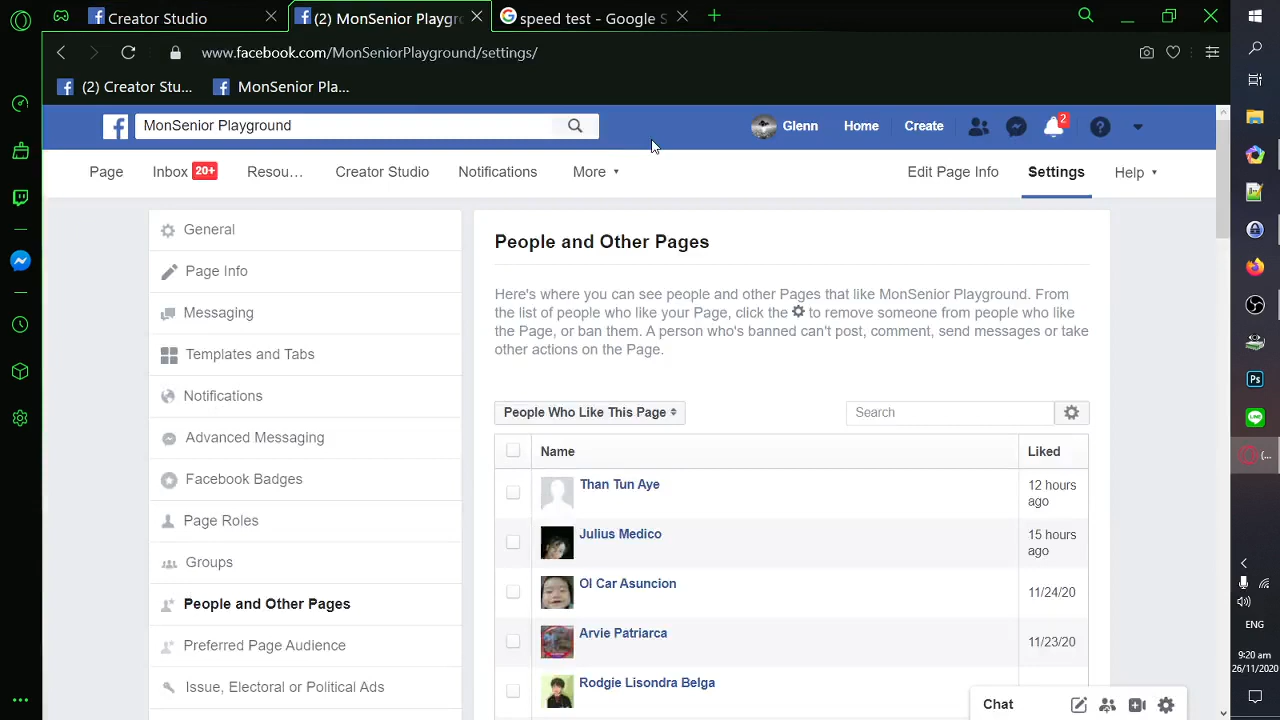 Creator Studio
(2) MonSenior Playgr
speed test - Google S
www.facebook.com/MonSeniorPlayground/settings/
(2) Creator Stu...
MonSenior Pla...
MonSenior Playground
Glenn
Home
Create
2
Page
Inbox 20+
Resou...
Creator Studio
Notifications
More
Edit Page Info
Settings
Help
General
Page Info
Messaging
Templates and Tabs
Notifications
Advanced Messaging
Facebook Badges
Page Roles
Groups
People and Other Pages
Preferred Page Audience
Issue, Electoral or Political Ads
People and Other Pages
Here's where you can see people and other Pages that like MonSenior Playground. From
the list of people who like your Page, click the to remove someone from people who like
the Page, or ban them. A person who's banned can't post, comment, send messages or take
other actions on the Page.
People Who Like This Page
Search
Name
Liked
Than Tun Aye
12 hours
ago
Julius Medico
15 hours
ago
Ol Car Asuncion
11/24/20
Arvie Patriarca
11/23/20
Rodgie Lisondra Belga
Chat
Ps
LINE
(...
ENG
9:20 am
26/11/2020